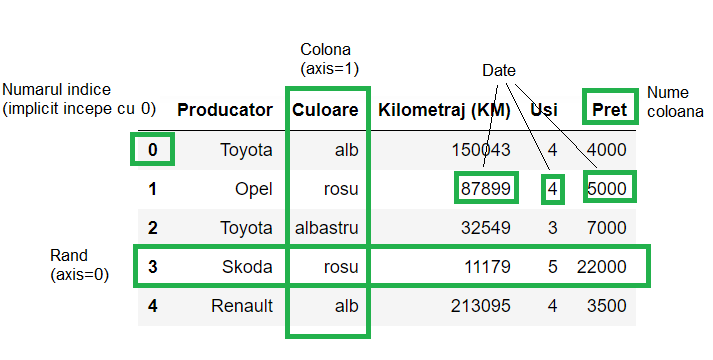 Colona
(axis=1)
Date
Numarul indice
(implicit incepe cu 0)
Nume
coloana
Producator Culoare Kilometraj (KM) Usi Pret
0 Toyota alb 150043 4 4000
1 Opel rosu 87899 4 5000
2 Toyota albastru 32549 3 7000
Rand
(axis=0)
3 Skoda rosu 11179 5 22000
4 Renault alb 213095 4 3500